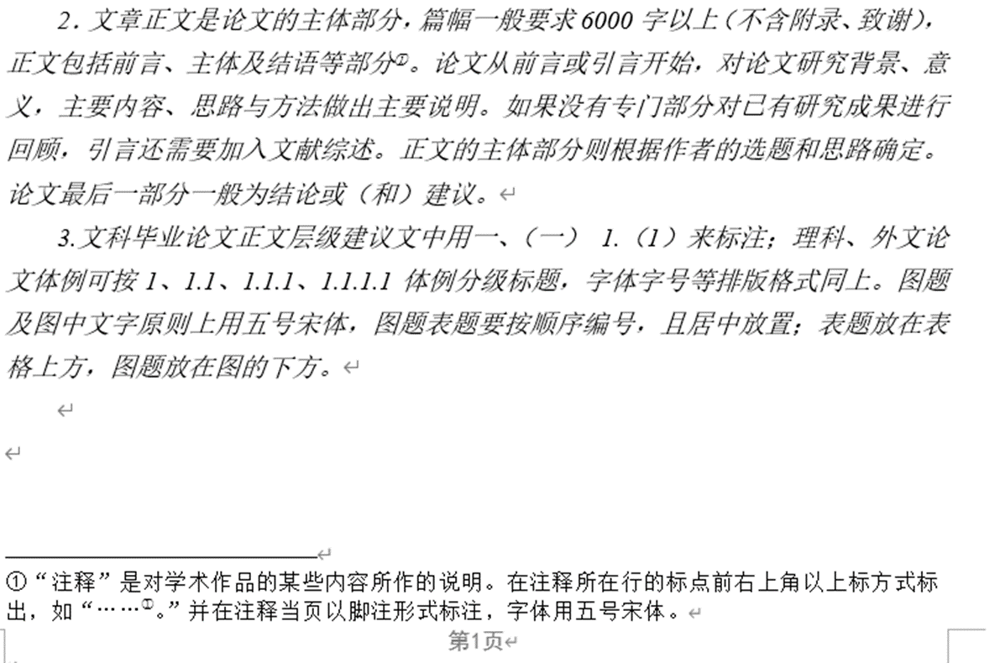 2. 文章正文是论文的主体部分，篇幅一般要求 6000 字以上（不含附录、致谢），
正文包括前言、主体及结语等部分①。论文从前言或引言开始，对论文研究背景、意
义，主要内容、思路与方法做出主要说明。如果没有专门部分对已有研究成果进行
回顾，引言还需要加入文献综述。正文的主体部分则根据作者的选题和思路确定。
论文最后一部分一般为结论或（和）建议。
3.文科毕业论文正文层级建议文中用一、（一） 1.（1）来标注；理科、外文论
文体例可按 1、1.1、1.1.1、1.1.1.1 体例分级标题，字体字号等排版格式同上。图题
及图中文字原则上用五号宋体，图题表题要按顺序编号，且居中放置；表题放在表
格上方，图题放在图的下方。
①“注释”是对学术作品的某些内容所作的说明。在注释所在行的标点前右上角以上标方式标
出，如“……①。”并在注释当页以脚注形式标注，字体用五号宋体。
第1页